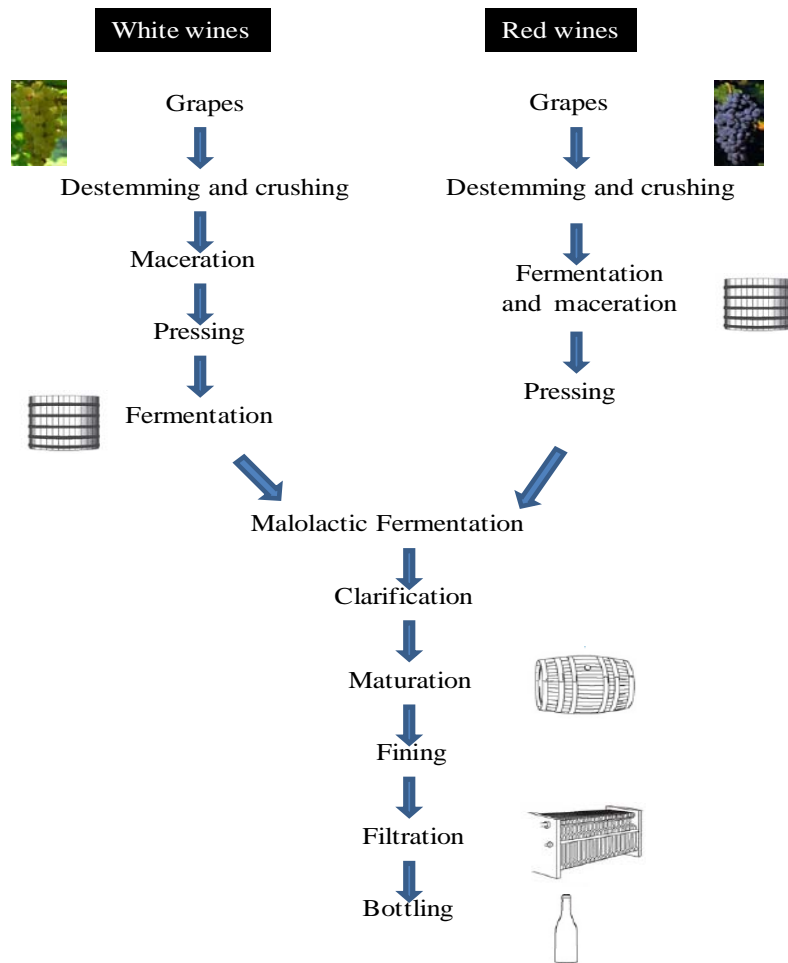 White wines
Red wines
Grapes
Grapes
Destemming and crushing
Destemming and crushing
Maceration
Fermentation
and maceration
Pressing
Pressing
Fermentation
Malolactic Fermentation
Clarification
Maturation
Fining
Filtration
Bottling